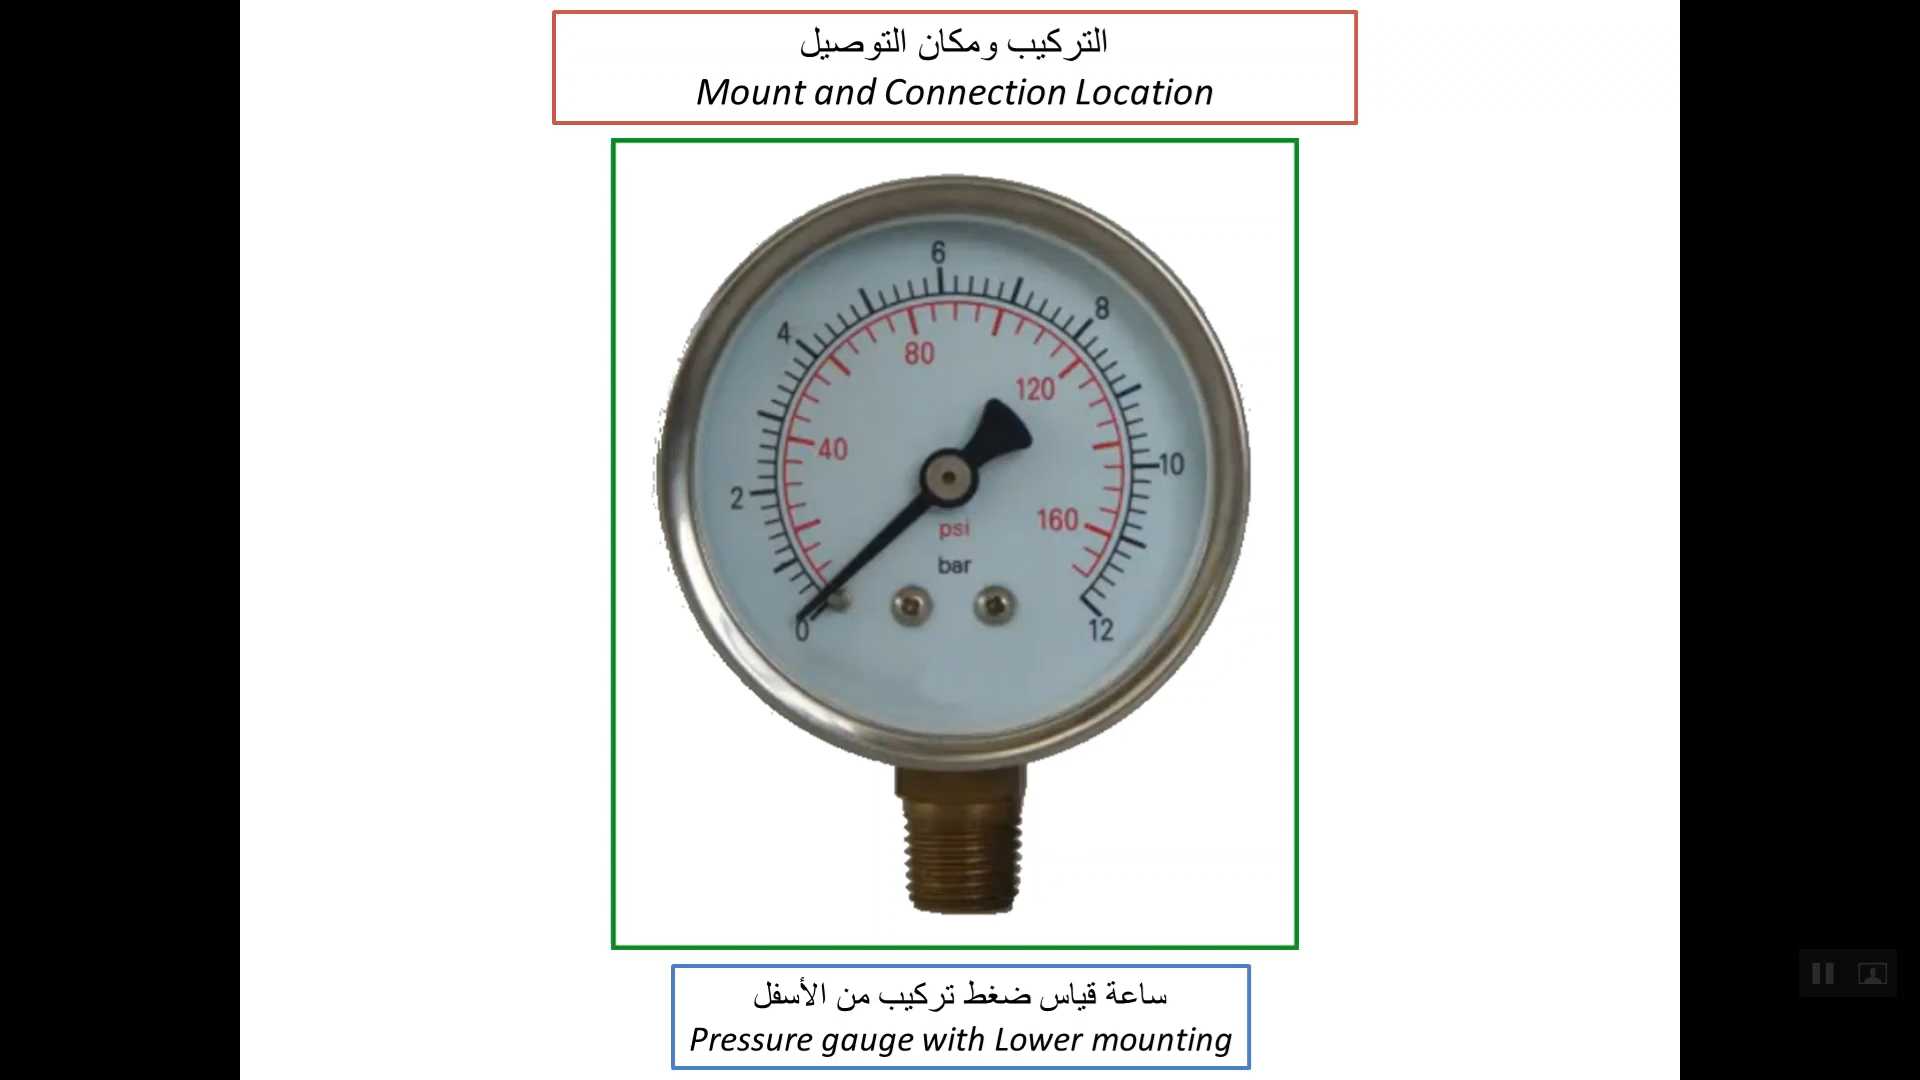 التركيب ومكان التوصيل
Mount and Connection Location
6
4
8
80
120
40
10
2
160
psi
bar
0
12
ساعة قياس ضغط تركيب من الأسفل
Pressure gauge with Lower mounting